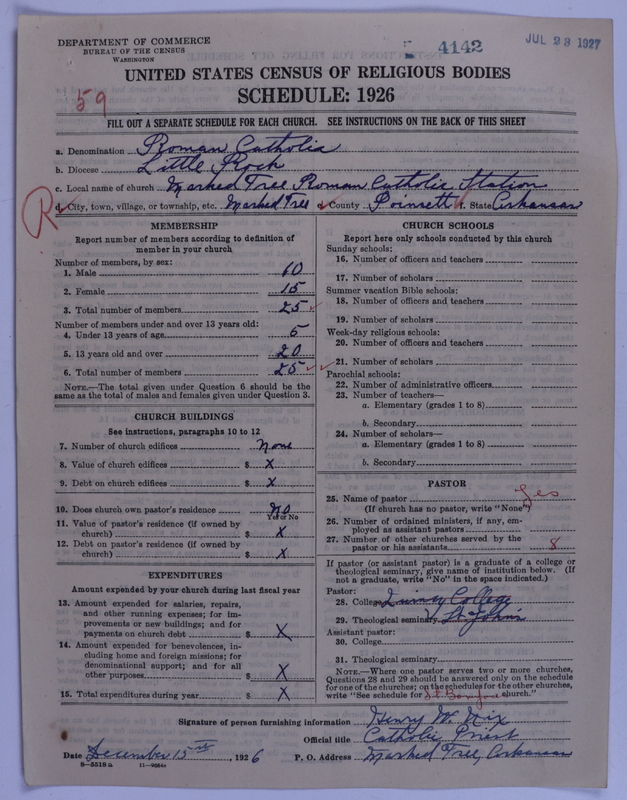 DEPARTMENT OF COMMERCE
BUREAU OF THE CENSUS
WASHINGTON
4142
JUL 23 1927
UNITED STATES CENSUS OF RELIGIOUS BODIES
SCHEDULE: 1926
59
FILL OUT A SEPARATE SCHEDULE FOR EACH CHURCH. SEE INSTRUCTIONS ON THE BACK OF THIS SHEET
a. Denomination Roman Catholic
b. Diocese Little Rock
c. Local name of church Marked Tree Roman Catholic Station
R
d. City, town, village, or township, etc. Marked Tree e. County Poinsett f. State Arkansas
MEMBERSHIP
Report number of members according to definition of
member in your church
Number of members, by sex:
1. Male 10
2. Female 15
3. Total number of members 25
Number of members under and over 13 years old:
4. Under 13 years of age 5
5. 13 years old and over 20
6. Total number of members 25
NOTE.—The total given under Question 6 should be the
same as the total of males and females given under Question 3.
CHURCH BUILDINGS
See instructions, paragraphs 10 to 12
7. Number of church edifices None
8. Value of church edifices $ X
9. Debt on church edifices $ X
10. Does church own pastor's residence No
Yes or No
11. Value of pastor's residence (if owned by
church) $ X
12. Debt on pastor's residence (if owned by
church) $ X
EXPENDITURES
Amount expended by your church during last fiscal year
13. Amount expended for salaries, repairs,
and other running expenses; for im-
provements or new buildings; and for
payments on church debt $ X
14. Amount expended for benevolences, in-
cluding home and foreign missions; for
denominational support; and for all
other purposes $ X
15. Total expenditures during year $ X
CHURCH SCHOOLS
Report here only schools conducted by this church
Sunday schools:
16. Number of officers and teachers
17. Number of scholars
Summer vacation Bible schools:
18. Number of officers and teachers
19. Number of scholars
Week-day religious schools:
20. Number of officers and teachers
21. Number of scholars
Parochial schools:
22. Number of administrative officers
23. Number of teachers—
a. Elementary (grades 1 to 8)
b. Secondary
24. Number of scholars—
a. Elementary (grades 1 to 8)
b. Secondary
PASTOR
25. Name of pastor Yes
(If church has no pastor, write "None")
26. Number of ordained ministers, if any, em-
ployed as assistant pastors
27. Number of other churches served by the
pastor or his assistants 8
If pastor (or assistant pastor) is a graduate of a college or
theological seminary, give name of institution below. (If
not a graduate, write "No" in the space indicated.)
Pastor:
28. College Quincy College
29. Theological seminary St. John's
Assistant pastor:
30. College
31. Theological seminary
NOTE.—Where one pastor serves two or more churches,
Questions 28 and 29 should be answered only on the schedule
for one of the churches; on the schedules for the other churches,
write "See schedule for St. church."
Signature of person furnishing information Henry W.
Official title Catholic Priest
Date December 15th, 1926 P. O. Address Marked Tree, Arkansas
8-5518a